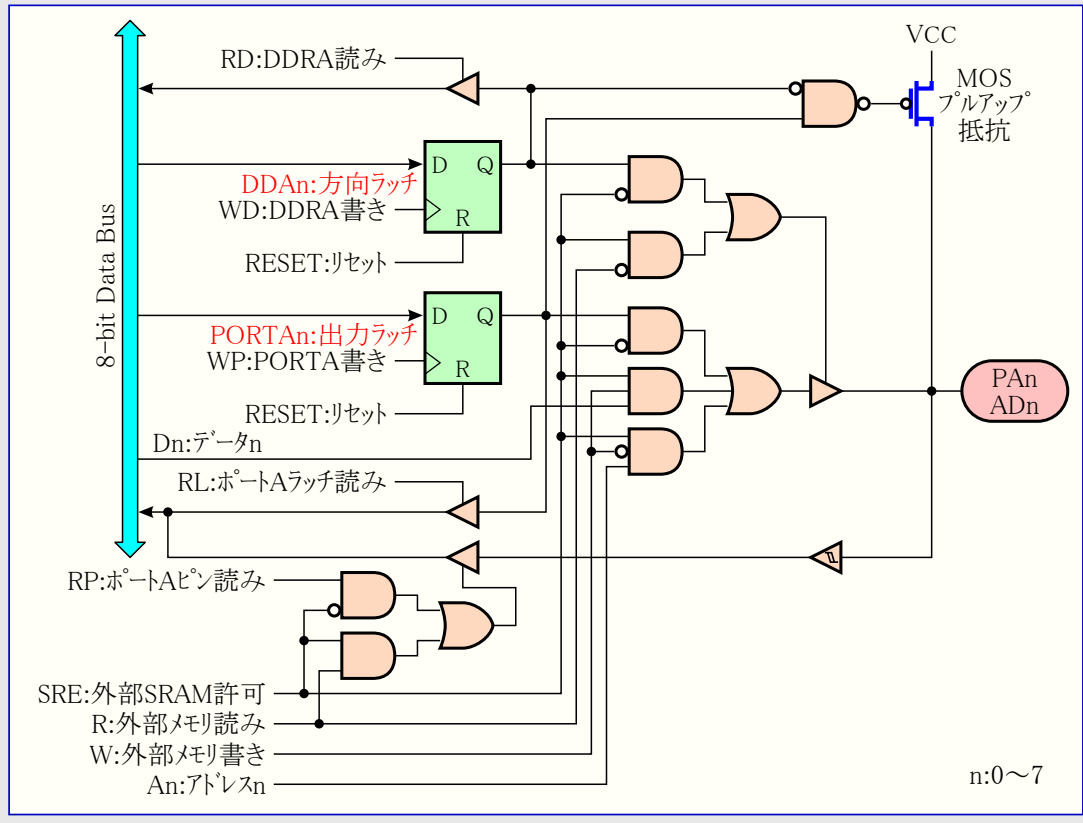 VCC
RD:DDRA読み
MOS
プルアップ
抵抗
D Q
DDAn:方向ラッチ
WD:DDRA書き
R
RESET:リセット
8-bit Data Bus
D Q
PORTAn:出力ラッチ
WP:PORTA書き
R
PAn
ADn
RESET:リセット
Dn:データn
RL:ポートAラッチ読み
RP:ポートAピン読み
SRE:外部SRAM許可
R:外部メモリ読み
W:外部メモリ書き
An:アドレスn
n:0〜7